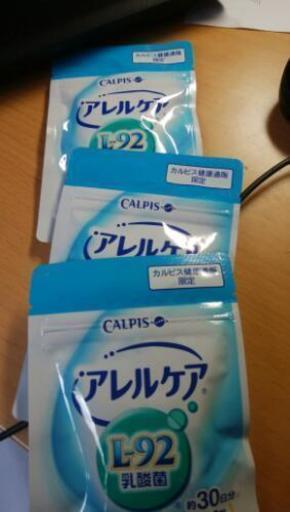 カルピス健康通販
限定
CALPIS
アレルケア
L-92
カルピス健康通販
限定
CALPIS
アレルケア
カルピス健康通販
限定
CALPIS
アレルケア®
L-92
乳酸菌
約30日分